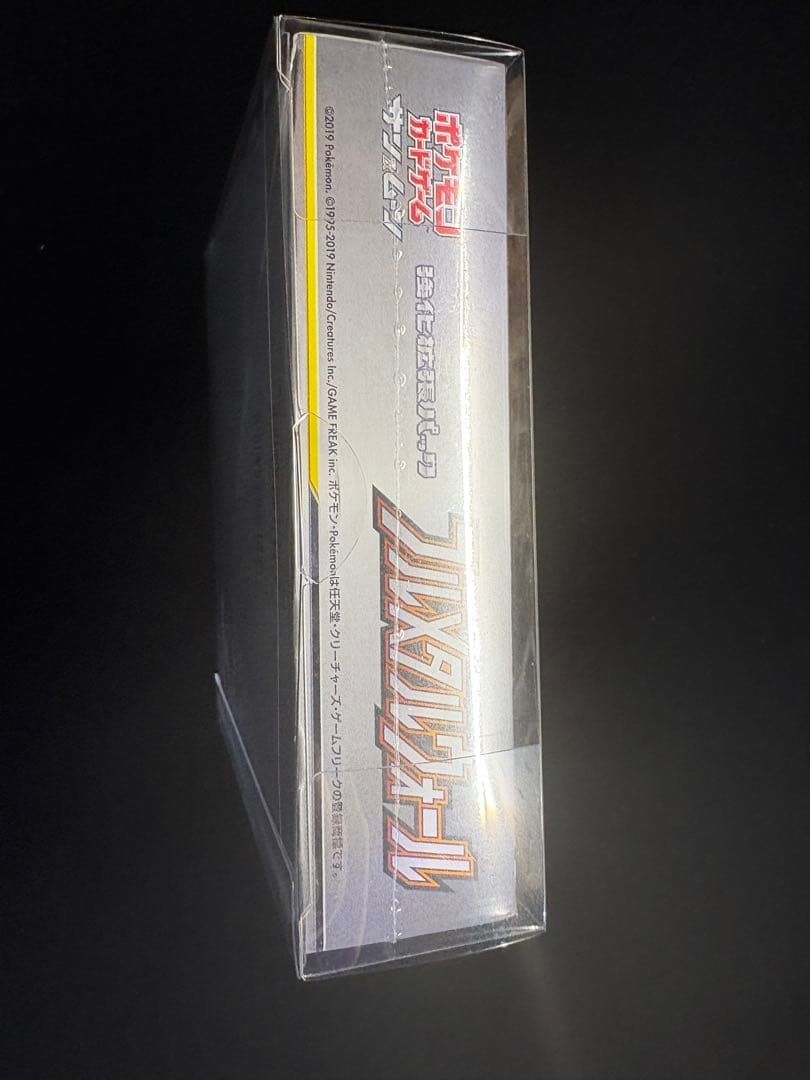 ポケモン
カードゲーム
サン&ムーン
強化拡張パック
フルメタルウォール
©2019 Pokémon. ©1995-2019 Nintendo/Creatures Inc./GAME FREAK inc. ポケモン・Pokémonは任天堂・クリーチャーズ・ゲームフリークの登録商標です。